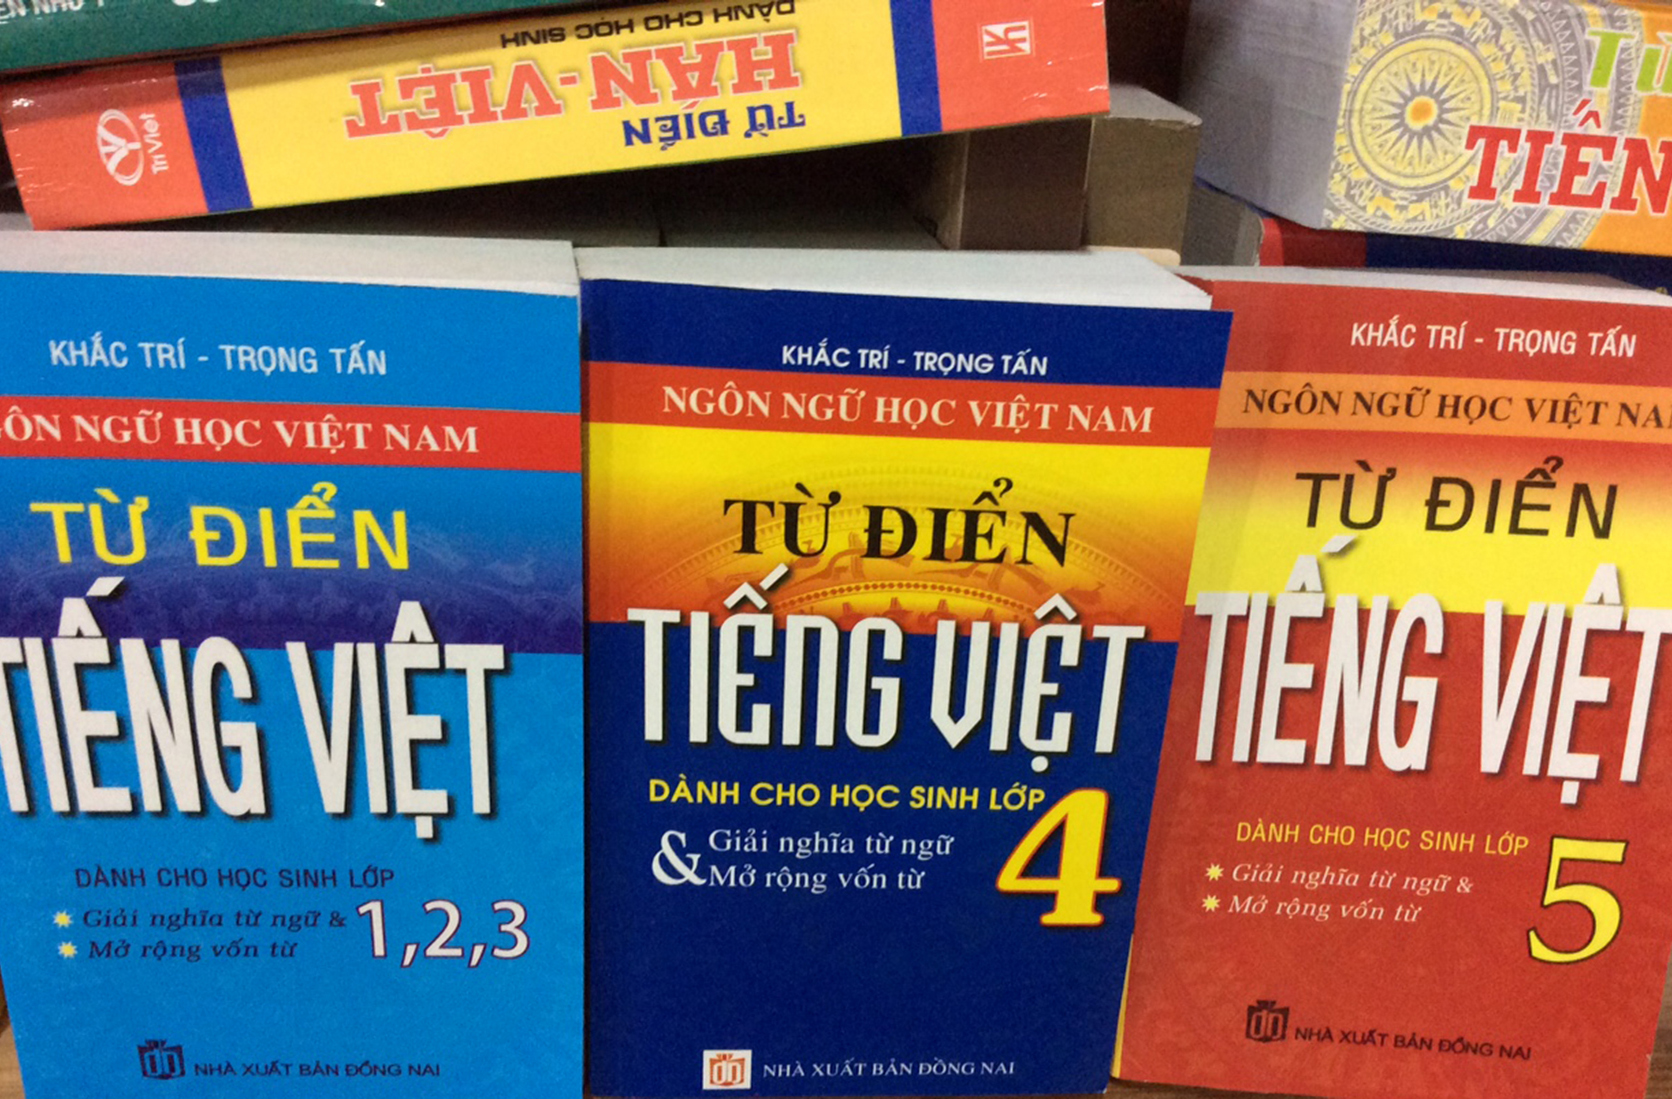 TỪ ĐIỂN
HÁN-VIỆT
DÀNH CHO HỌC SINH
Tri Việt
TIẾN
KHẮC TRÍ - TRỌNG TẤN
NGÔN NGỮ HỌC VIỆT NAM
TỪ ĐIỂN
TIẾNG VIỆT
DÀNH CHO HỌC SINH LỚP
Giải nghĩa từ ngữ &
Mở rộng vốn từ
1,2,3
NHÀ XUẤT BẢN ĐỒNG NAI
KHẮC TRÍ - TRỌNG TẤN
NGÔN NGỮ HỌC VIỆT NAM
TỪ ĐIỂN
TIẾNG VIỆT
DÀNH CHO HỌC SINH LỚP
& Giải nghĩa từ ngữ
Mở rộng vốn từ
4
NHÀ XUẤT BẢN ĐỒNG NAI
KHẮC TRÍ - TRỌNG TẤN
NGÔN NGỮ HỌC VIỆT NA
TỪ ĐIỂN
TIẾNG VIỆT
DÀNH CHO HỌC SINH LỚP
Giải nghĩa từ ngữ &
Mở rộng vốn từ
5
NHÀ XUẤT BẢN ĐỒNG NAI